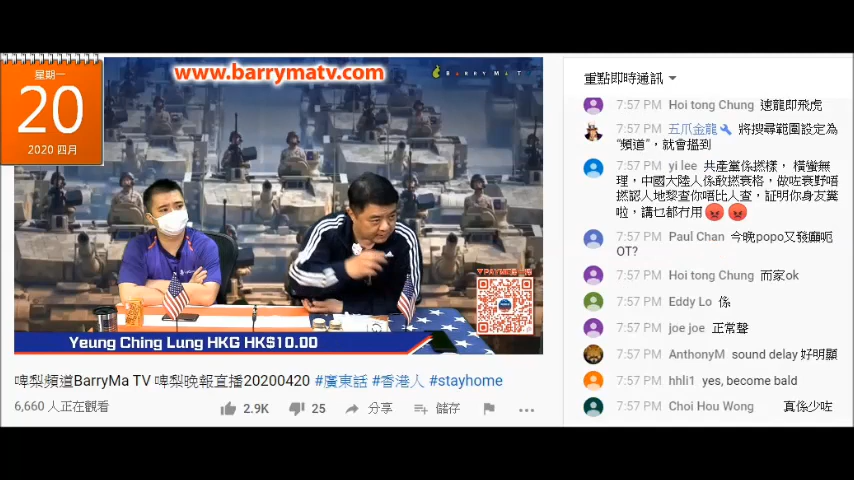 星期一
20
2020 四月
www.barrymatv.com
BARRYMATV
PAYME
Yeung Ching Lung HKG HK$10.00
啤梨頻道BarryMa TV 啤梨晚報直播20200420 #廣東話 #香港人 #stayhome
6,660 人正在觀看
2.9K
25
分享
儲存
重點即時通訊
7:57 PM Hoi tong Chung 速龍即飛虎
7:57 PM 五爪金龍 將搜尋範圍設定為
“頻道”，就會搵到
7:57 PM yi lee 共產黨係撚樣， 橫蠻無
理，中國大陸人係敢撚衰格，做咗衰野唔
撚認人地黎查你唔比人查，証明你身友糞
啦，講乜都冇用
7:57 PM Paul Chan 今晚popo又發癲呃
OT?
7:57 PM Hoi tong Chung 而家ok
7:57 PM Eddy Lo 係
7:57 PM joe joe 正常聲
7:57 PM AnthonyM sound delay 好明顯
7:57 PM hhli1 yes, become bald
7:57 PM Choi Hou Wong 真係少咗